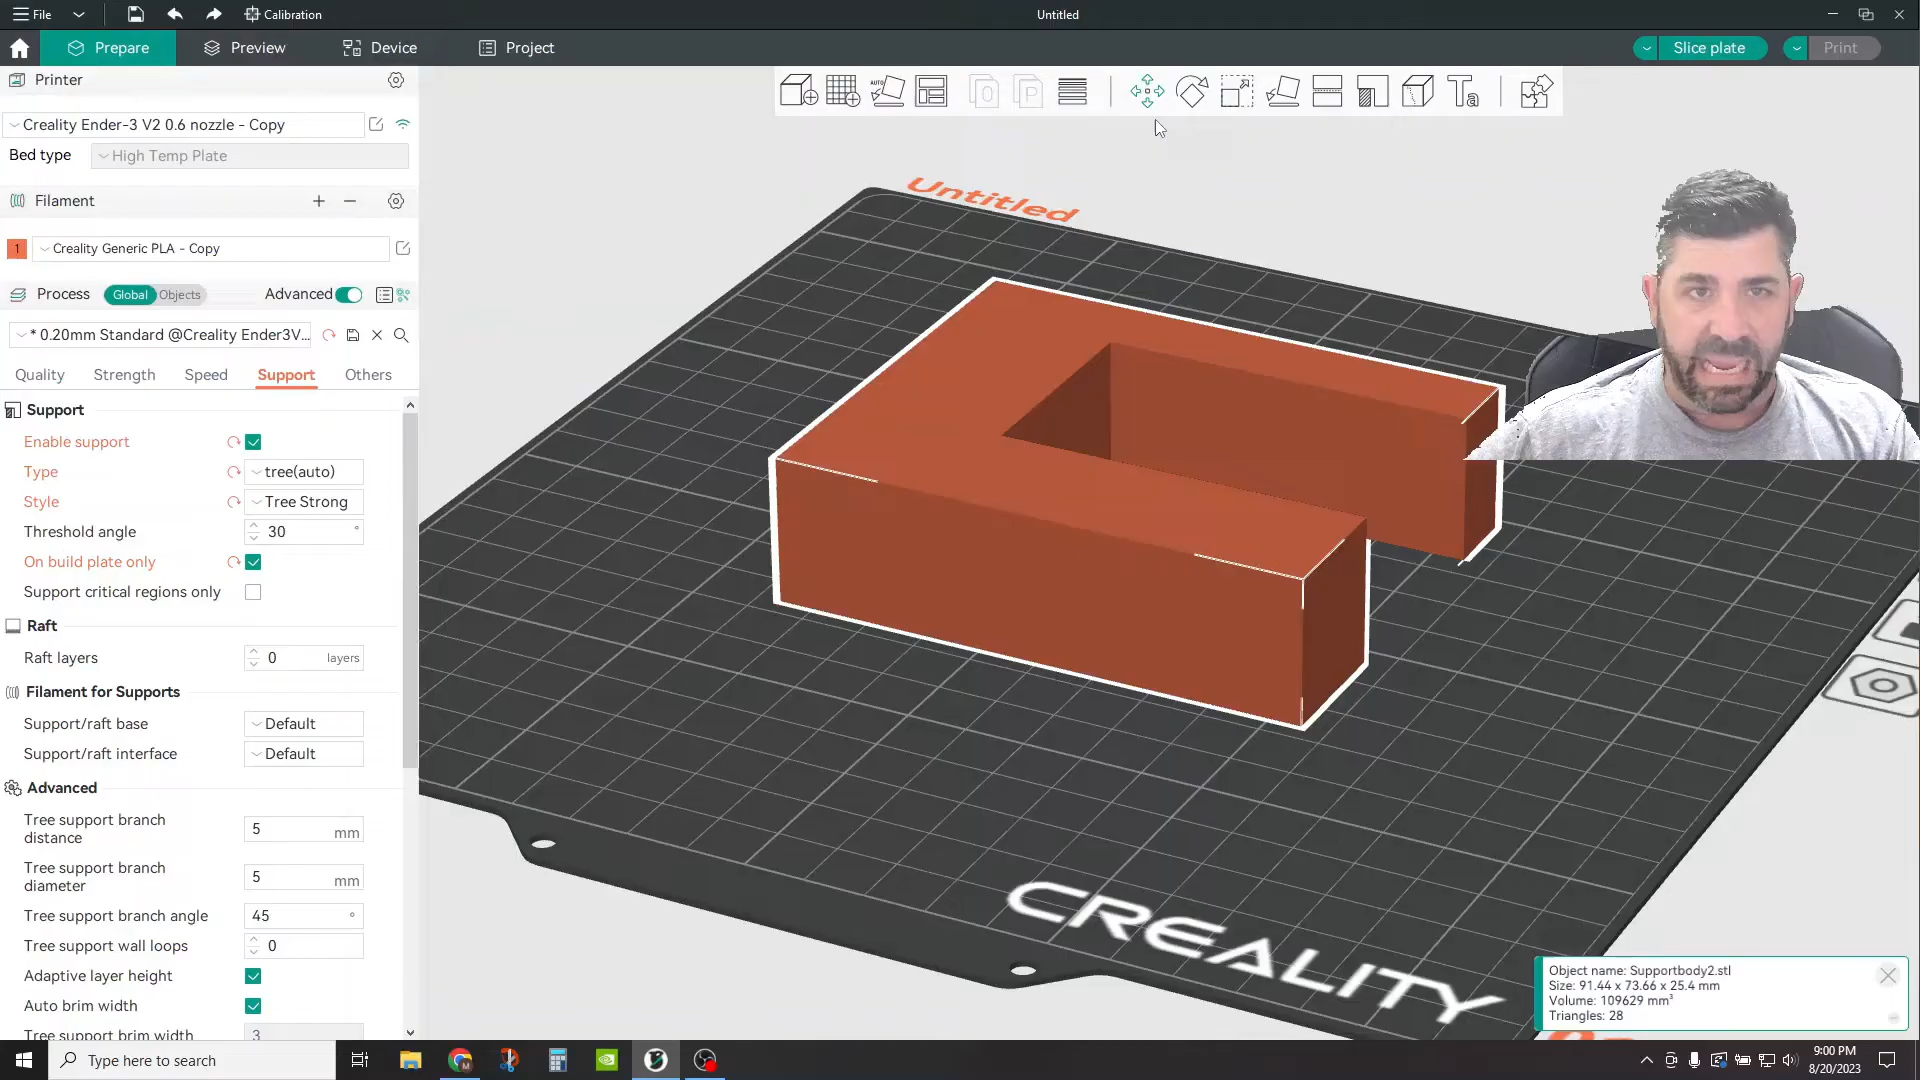 File
Calibration
Untitled
Prepare
Preview
Device
Project
Slice plate
Print
Printer
Creality Ender-3 V2 0.6 nozzle - Copy
Bed type
High Temp Plate
Filament
1
Creality Generic PLA - Copy
Process
Global
Objects
Advanced
* 0.20mm Standard @Creality Ender3V...
Quality
Strength
Speed
Support
Others
Support
Enable support
Type
tree(auto)
Style
Tree Strong
Threshold angle
30 °
On build plate only
Support critical regions only
Raft
Raft layers
0 layers
Filament for Supports
Support/raft base
Default
Support/raft interface
Default
Advanced
Tree support branch
distance
5 mm
Tree support branch
diameter
5 mm
Tree support branch angle
45 °
Tree support wall loops
0
Adaptive layer height
Auto brim width
Tree support brim width
3
AUTO
O
P
Ta
Untitled
CREALITY
Object name: Supportbody2.stl
Size: 91.44 x 73.66 x 25.4 mm
Volume: 109629 mm³
Triangles: 28
Type here to search
9:00 PM
8/20/2023